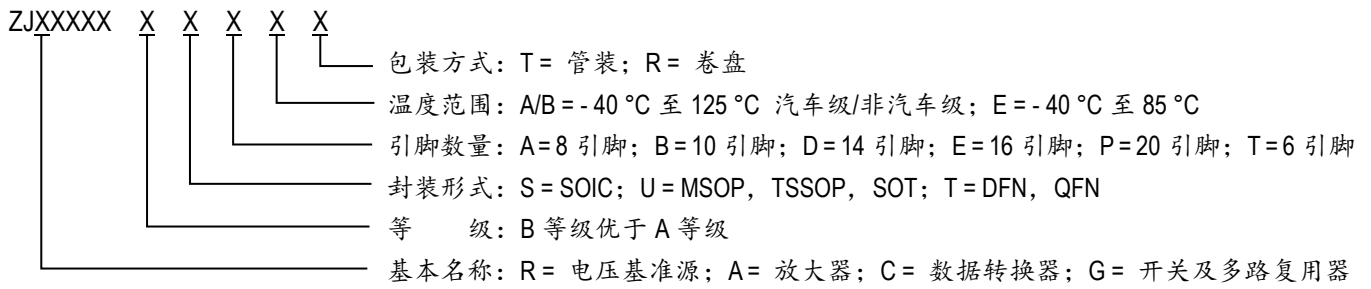 ZJXXXXX X X X X X
包装方式：T = 管装；R = 卷盘
温度范围：A/B = - 40 °C 至 125 °C 汽车级/非汽车级；E = - 40 °C 至 85 °C
引脚数量：A = 8 引脚；B = 10 引脚；D = 14 引脚；E = 16 引脚；P = 20 引脚；T = 6 引脚
封装形式：S = SOIC；U = MSOP，TSSOP，SOT；T = DFN，QFN
等 级：B 等级优于 A 等级
基本名称：R = 电压基准源；A = 放大器；C = 数据转换器；G = 开关及多路复用器